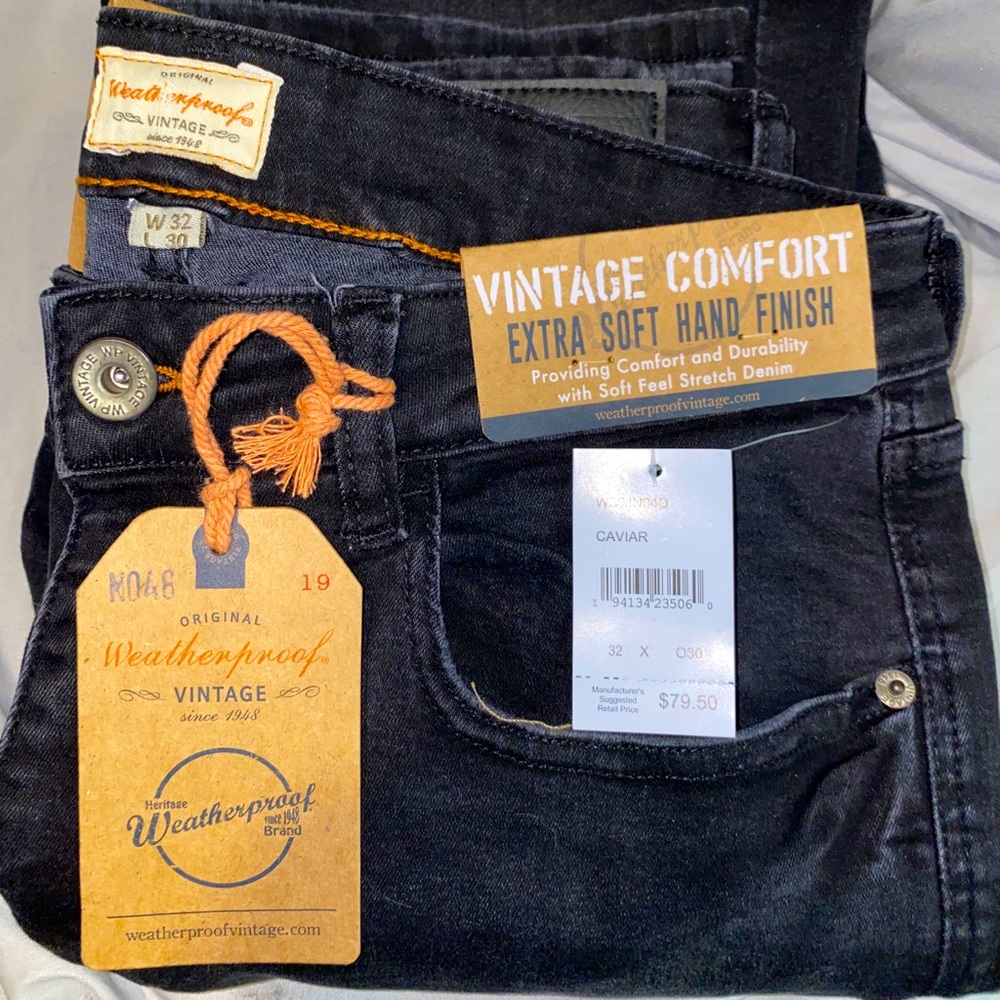 ORIGINAL
Weatherproof®
VINTAGE
since 1948
W 32
L 30
VINTAGE COMFORT
EXTRA SOFT HAND FINISH
Providing Comfort and Durability
with Soft Feel Stretch Denim
weatherproofvintage.com
WP VINTAGE WP VINTAGE
CAVIAR
1 94134 23506 0
32 X O30
Manufacturer's
Suggested
Retail Price
$79.50
N048
19
ORIGINAL
Weatherproof®
VINTAGE
since 1948
Heritage
Weatherproof
since 1948
Brand
weatherproofvintage.com